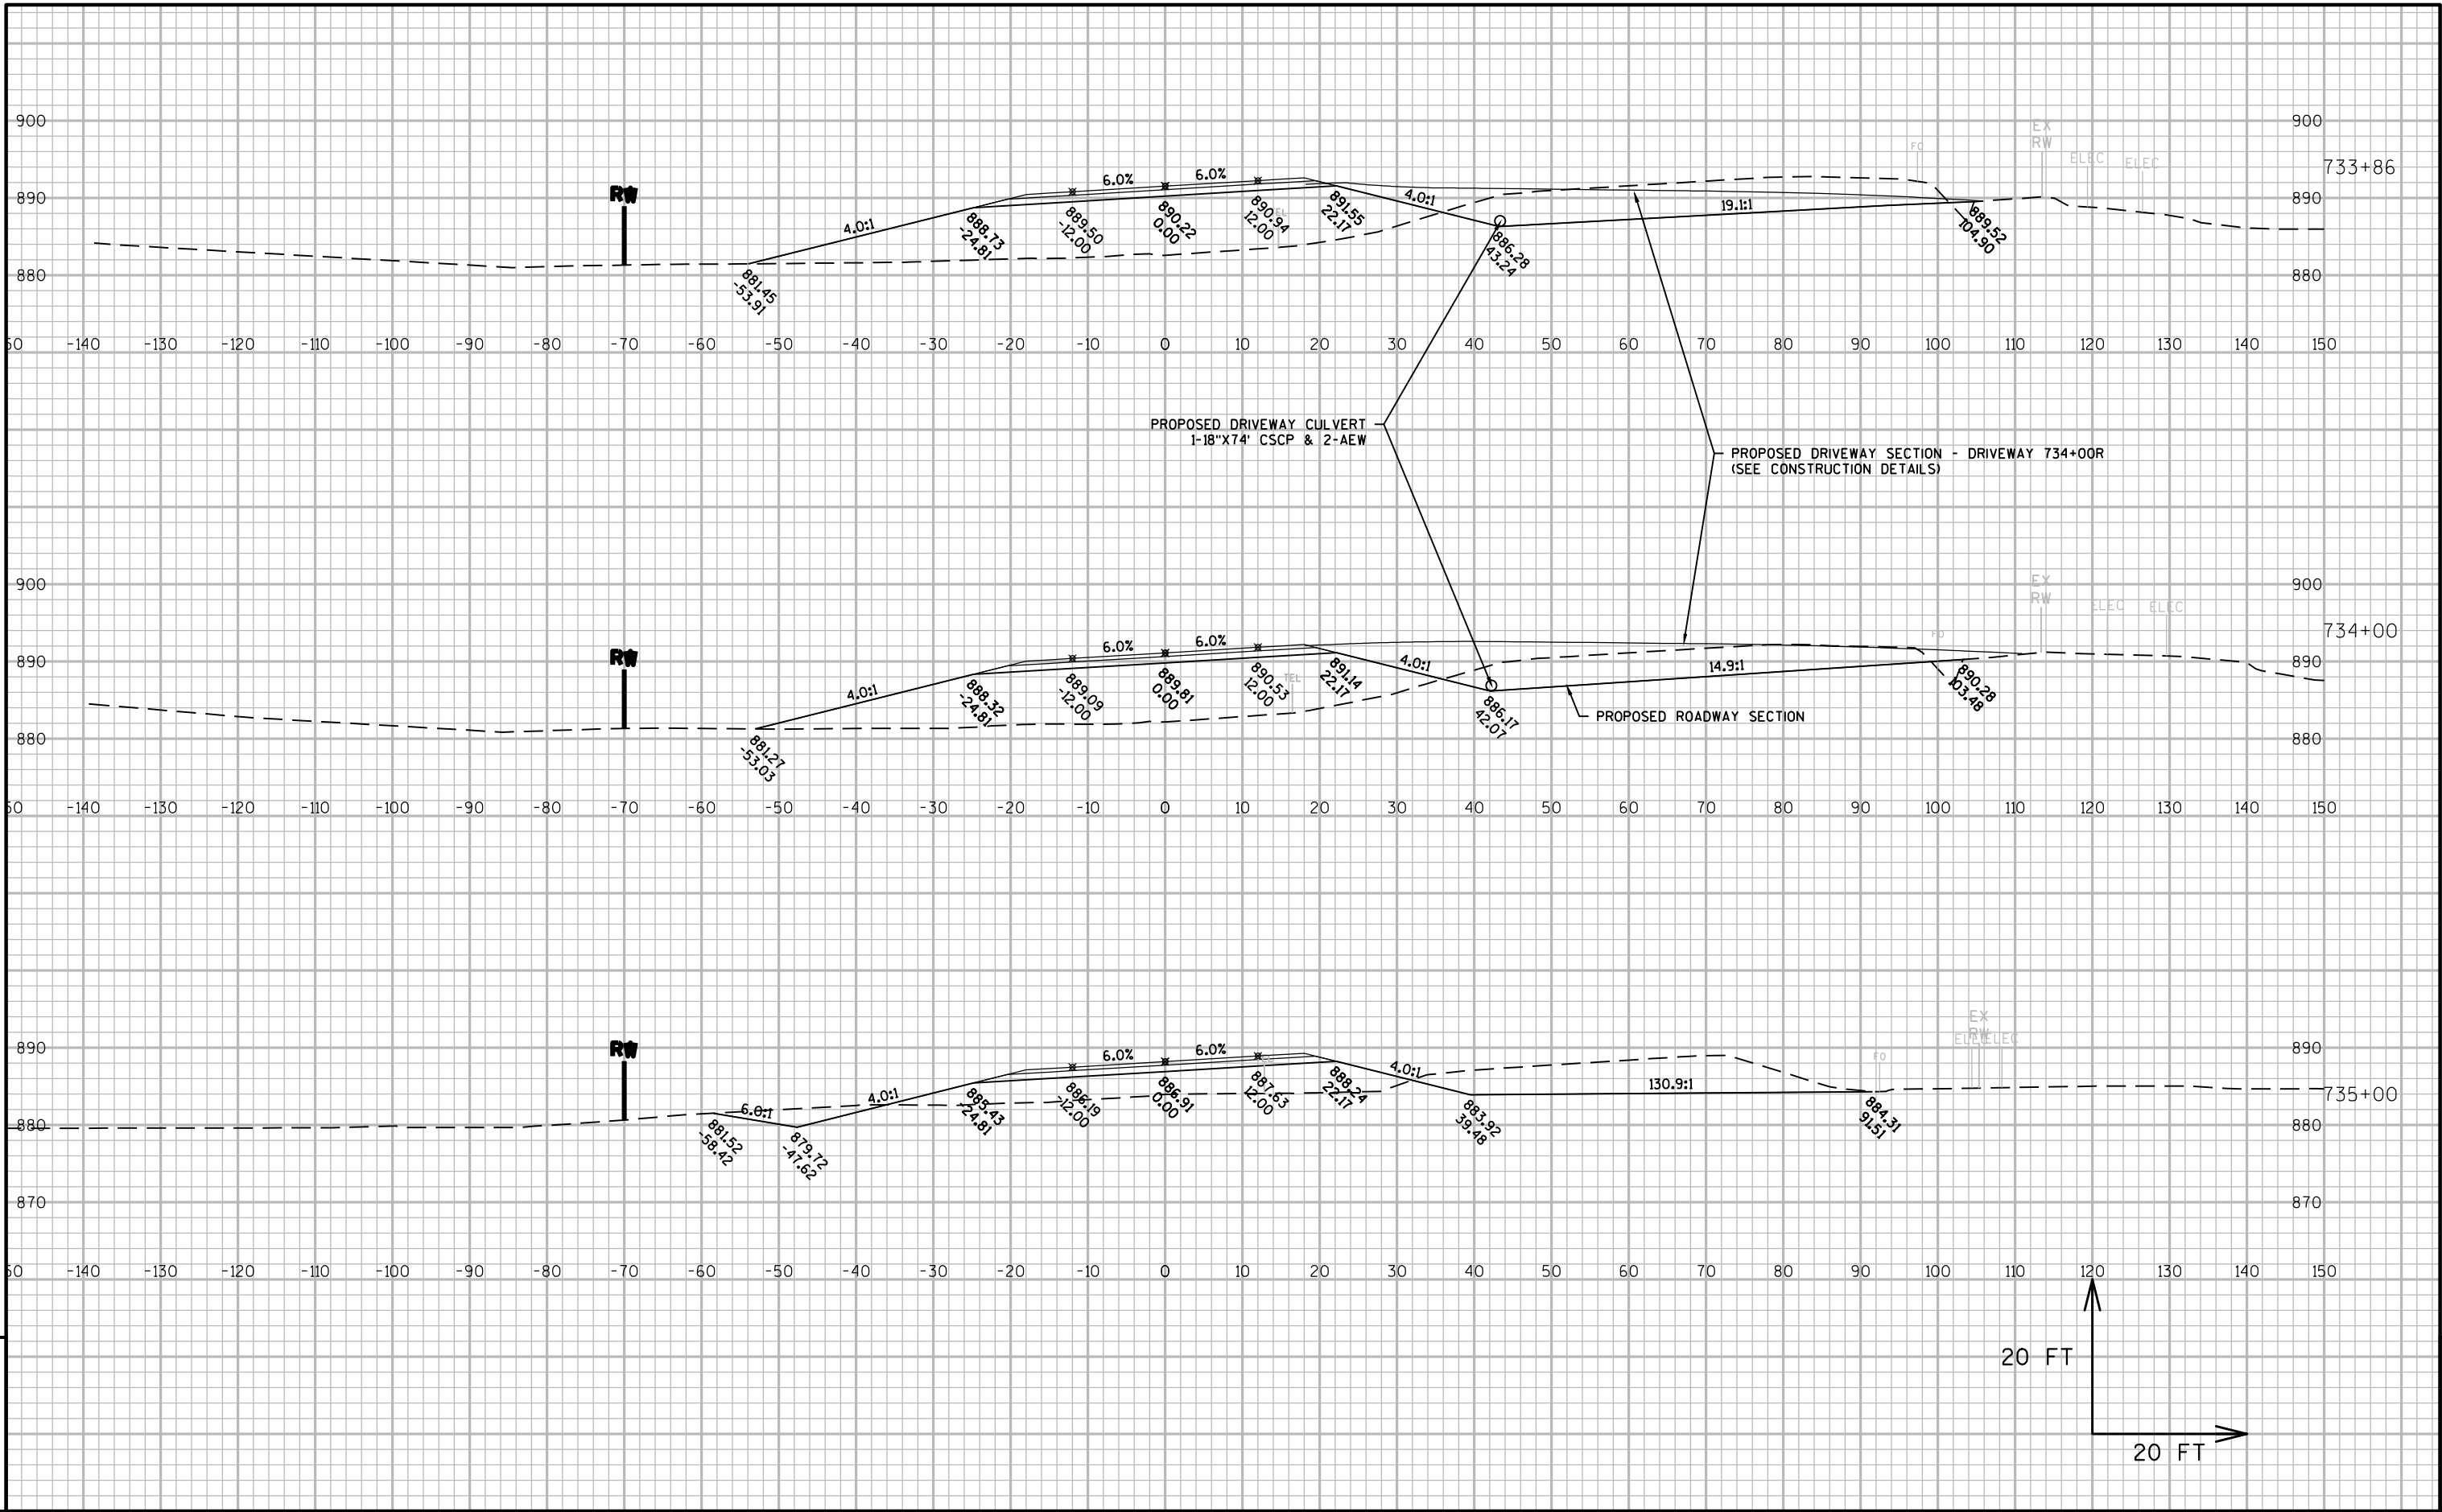 900 900
EX
RW
FO
ELEC ELEC
733+86
RW
6.0% 6.0%
890 890
4.0:1 4.0:1 19.1:1
TEL
881.45
-53.91
888.73
-24.81
889.50
-12.00
890.22
0.00
890.94
12.00
891.55
22.17
886.28
43.24
889.52
104.90
880 880
50 -140 -130 -120 -110 -100 -90 -80 -70 -60 -50 -40 -30 -20 -10 0 10 20 30 40 50 60 70 80 90 100 110 120 130 140 150
PROPOSED DRIVEWAY CULVERT
1-18"X74' CSCP & 2-AEW
PROPOSED DRIVEWAY SECTION - DRIVEWAY 734+00R
(SEE CONSTRUCTION DETAILS)
900 900
EX
RW
ELEC ELEC
FO
734+00
RW
6.0% 6.0%
890 890
4.0:1 4.0:1 14.9:1
TEL
881.27
-53.03
888.32
-24.81
889.09
-12.00
889.81
0.00
890.53
12.00
891.14
22.17
886.17
42.07
890.28
103.48
PROPOSED ROADWAY SECTION
880 880
50 -140 -130 -120 -110 -100 -90 -80 -70 -60 -50 -40 -30 -20 -10 0 10 20 30 40 50 60 70 80 90 100 110 120 130 140 150
EX
RW
ELEC ELEC
FO
890 890
RW
6.0% 6.0%
6.0:1 4.0:1 4.0:1 130.9:1
735+00
881.52
-58.42
879.72
-47.62
885.43
-24.81
886.19
-12.00
886.91
0.00
887.63
12.00
888.24
22.17
883.92
39.48
884.31
91.51
880 880
870 870
50 -140 -130 -120 -110 -100 -90 -80 -70 -60 -50 -40 -30 -20 -10 0 10 20 30 40 50 60 70 80 90 100 110 120 130 140 150
20 FT
20 FT